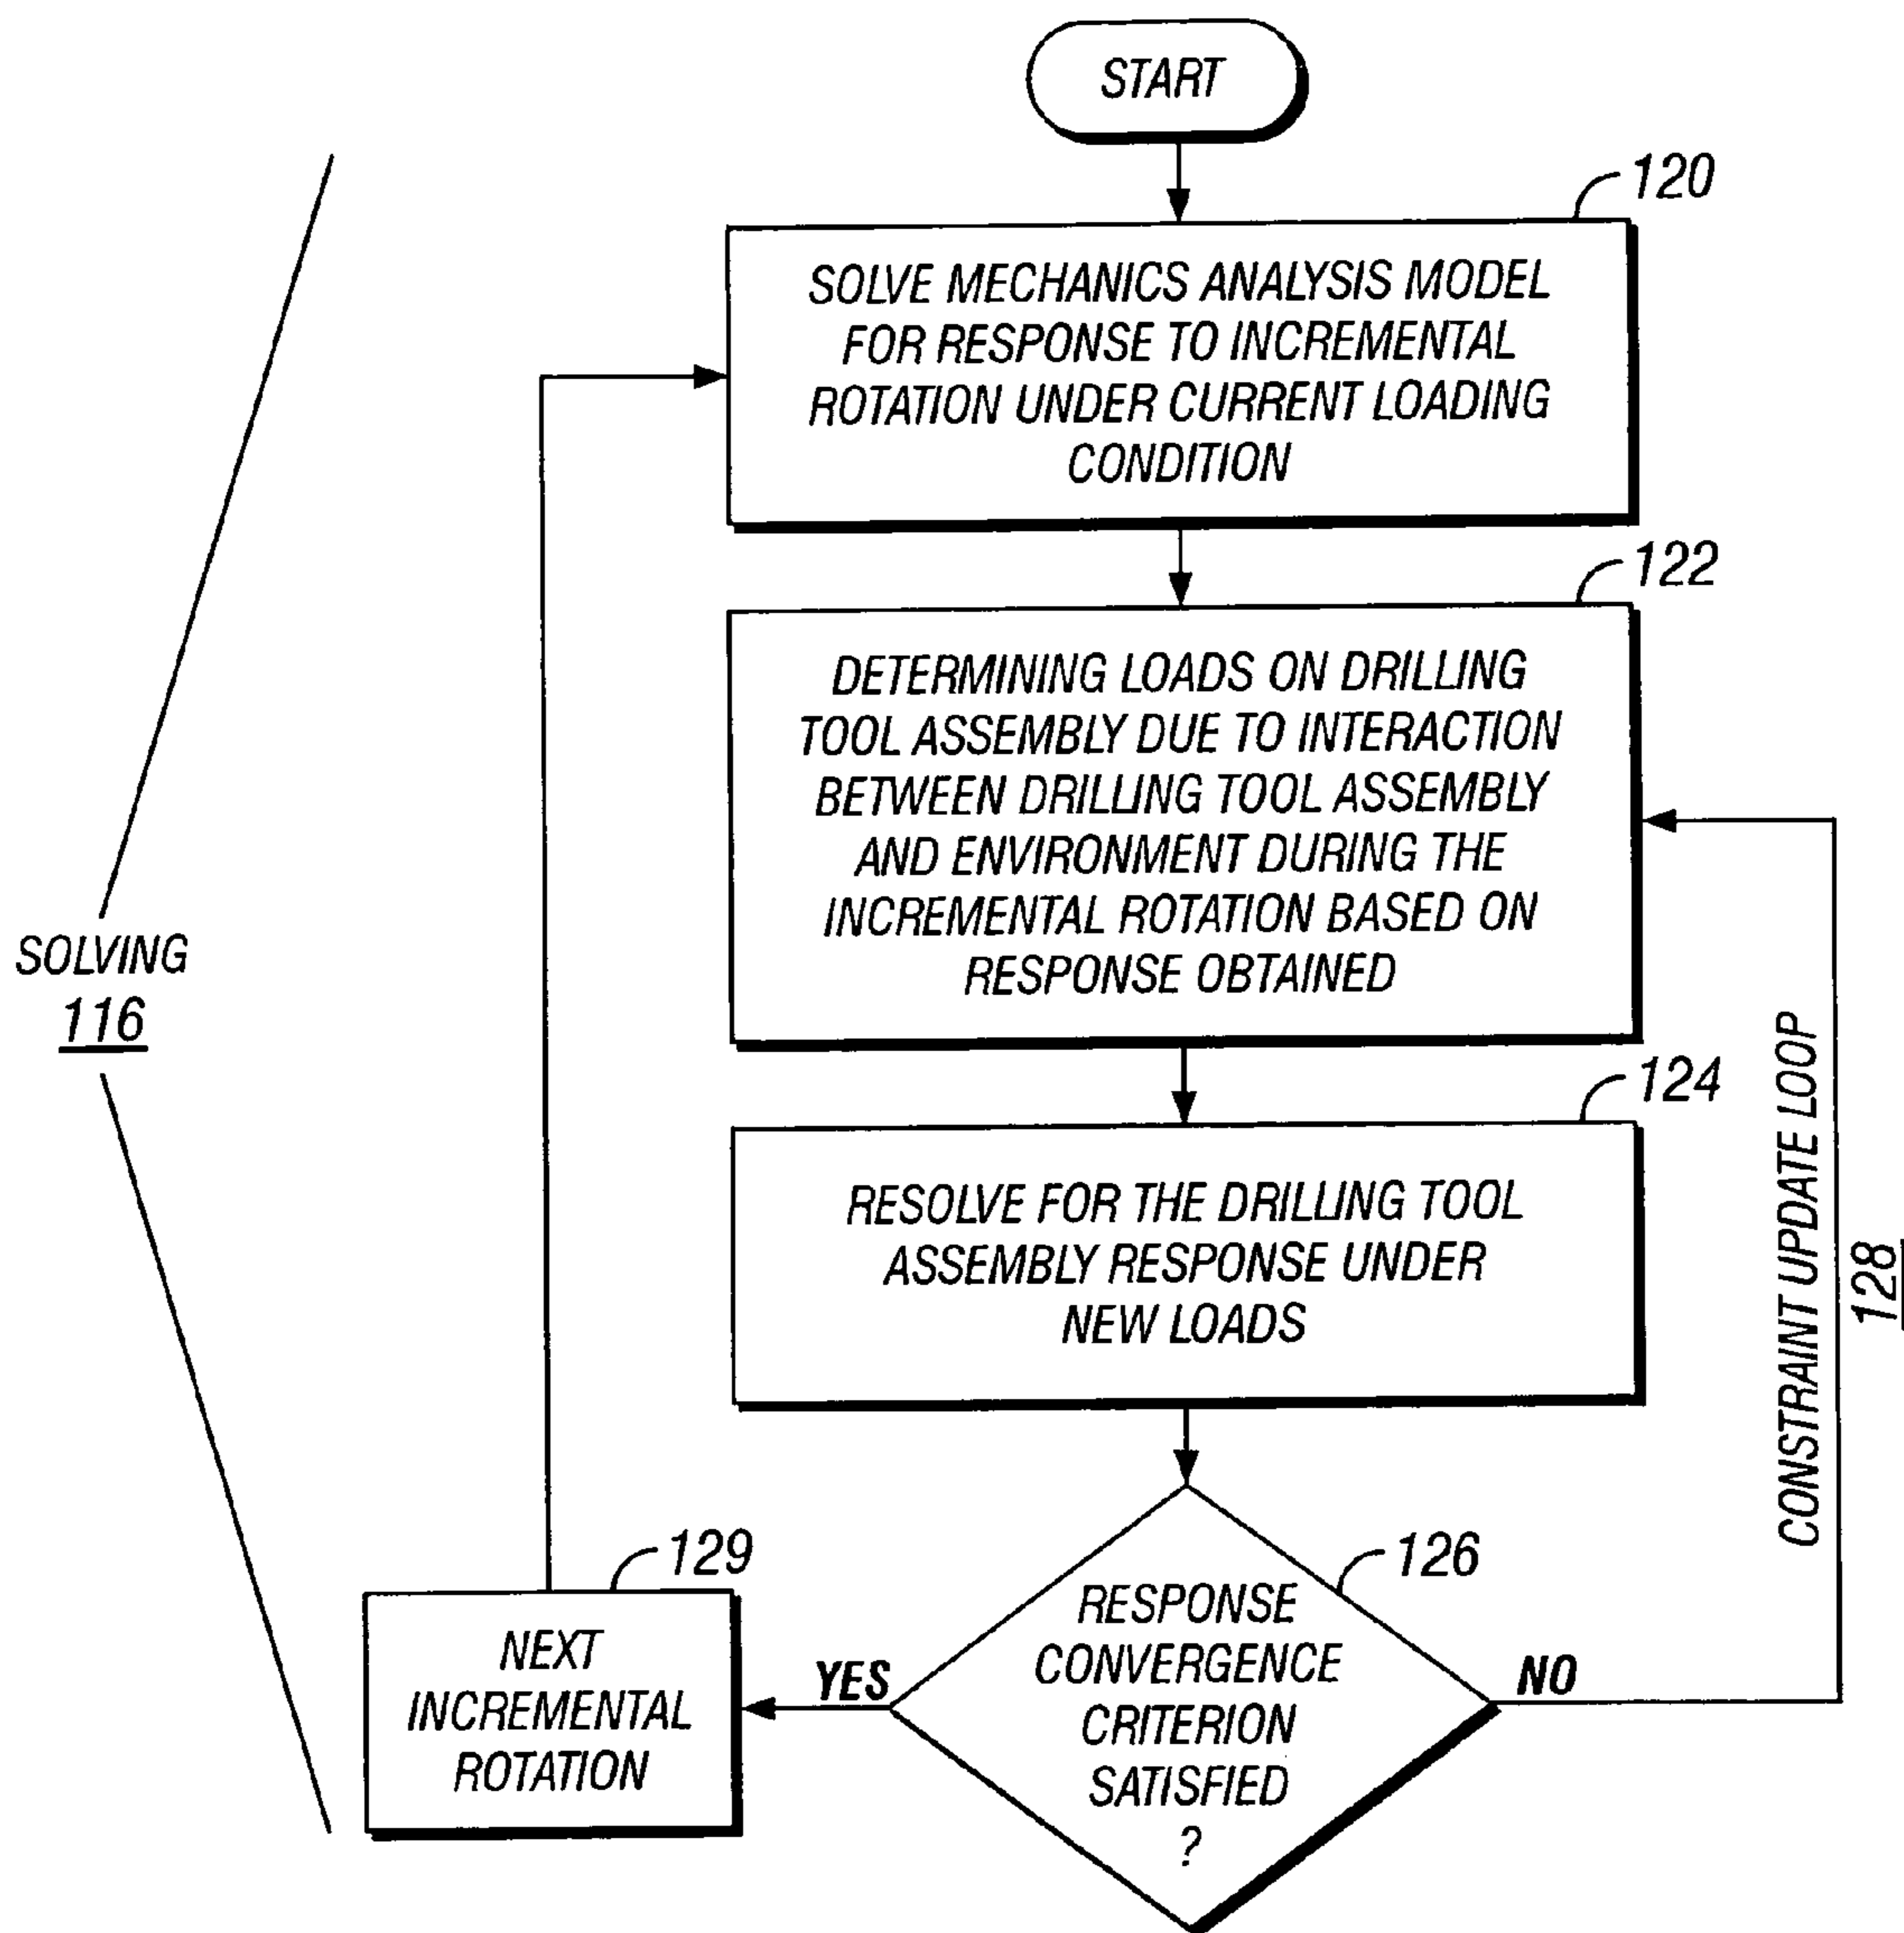 START
120
SOLVE MECHANICS ANALYSIS MODEL
FOR RESPONSE TO INCREMENTAL
ROTATION UNDER CURRENT LOADING
CONDITION
122
DETERMINING LOADS ON DRILLING
TOOL ASSEMBLY DUE TO INTERACTION
BETWEEN DRILLING TOOL ASSEMBLY
AND ENVIRONMENT DURING THE
INCREMENTAL ROTATION BASED ON
RESPONSE OBTAINED
SOLVING
116
124
RESOLVE FOR THE DRILLING TOOL
ASSEMBLY RESPONSE UNDER
NEW LOADS
CONSTRAINT UPDATE LOOP
128
126
RESPONSE
CONVERGENCE
CRITERION
SATISFIED
?
YES
NO
129
NEXT
INCREMENTAL
ROTATION